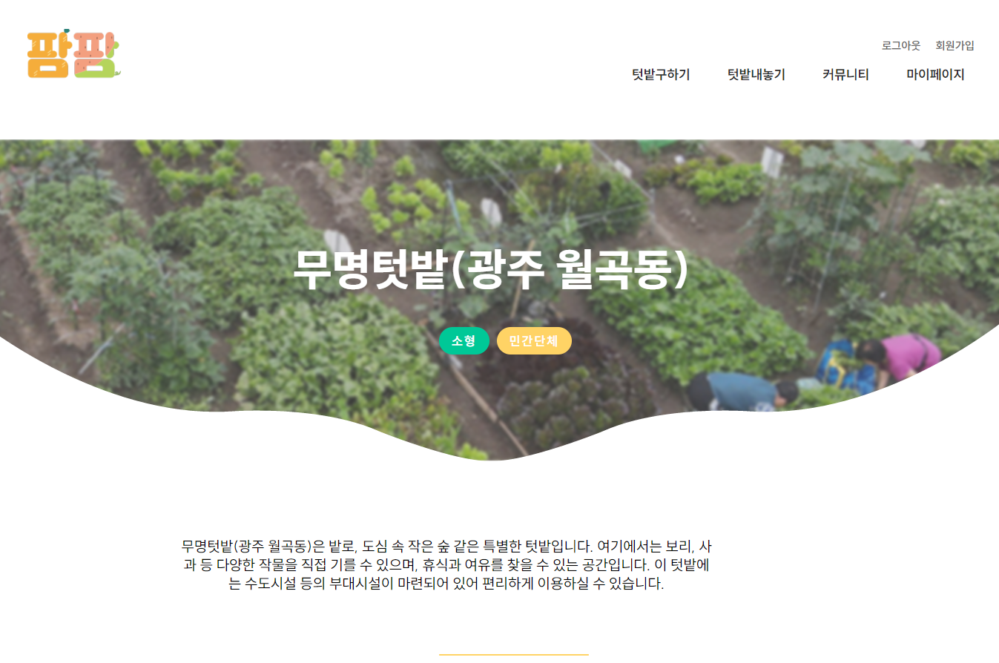 팜팜
로그아웃 회원가입
텃밭구하기 텃밭내놓기 커뮤니티 마이페이지
무명텃밭(광주 월곡동)
소형 민간단체
무명텃밭(광주 월곡동)은 밭로, 도심 속 작은 숲 같은 특별한 텃밭입니다. 여기에서는 보리, 사
과 등 다양한 작물을 직접 기를 수 있으며, 휴식과 여유를 찾을 수 있는 공간입니다. 이 텃밭에
는 수도시설 등의 부대시설이 마련되어 있어 편리하게 이용하실 수 있습니다.